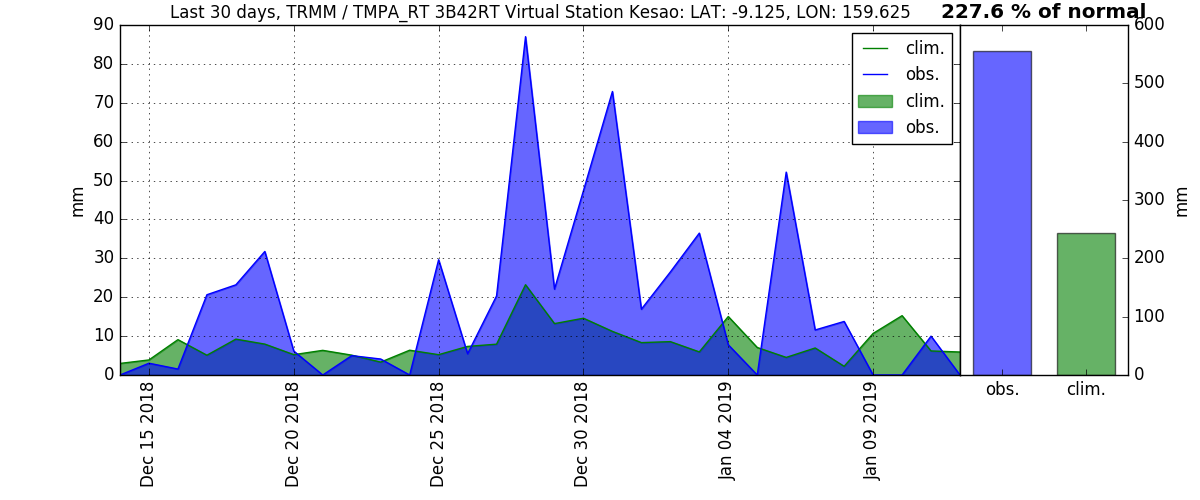 Last 30 days, TRMM / TMPA_RT 3B42RT Virtual Station Kesao: LAT: -9.125, LON: 159.625
227.6 % of normal
90
80
70
60
50
40
30
20
10
0
mm
clim.
obs.
clim.
obs.
Dec 15 2018
Dec 20 2018
Dec 25 2018
Dec 30 2018
Jan 04 2019
Jan 09 2019
600
500
400
300
200
100
0
mm
obs.
clim.